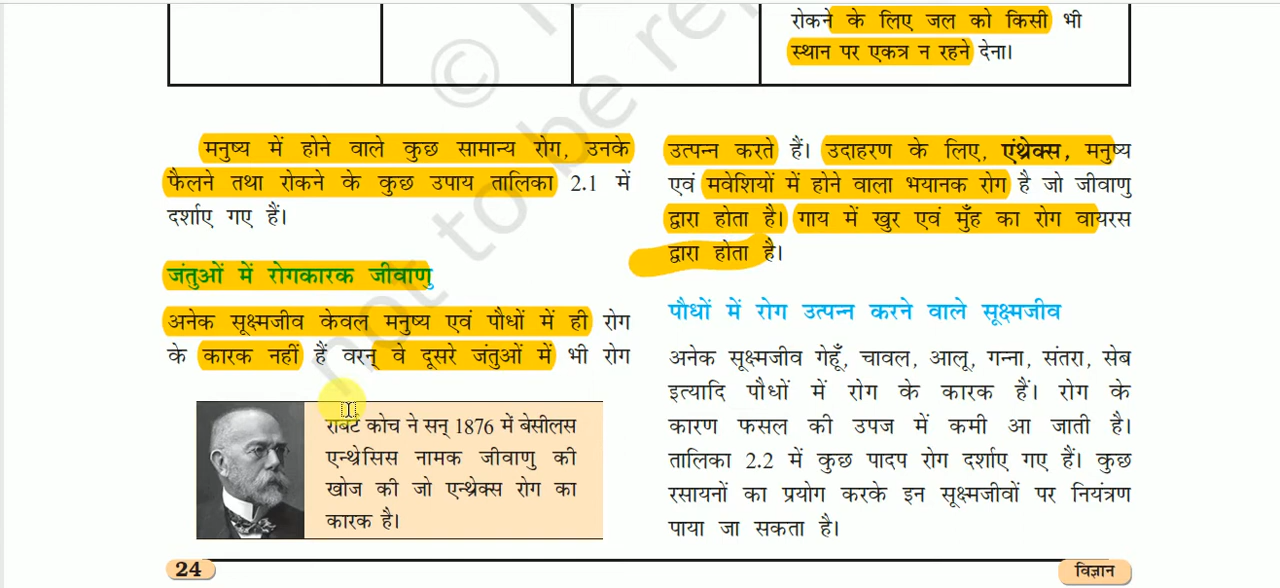 रोकने के लिए जल को किसी भी
स्थान पर एकत्र न रहने देना।
मनुष्य में होने वाले कुछ सामान्य रोग, उनके
फैलने तथा रोकने के कुछ उपाय तालिका 2.1 में
दर्शाए गए हैं।
जंतुओं में रोगकारक जीवाणु
अनेक सूक्ष्मजीव केवल मनुष्य एवं पौधों में ही रोग
के कारक नहीं हैं वरन् वे दूसरे जंतुओं में भी रोग
राबर्ट कोच ने सन् 1876 में बेसीलस
एन्थ्रेसिस नामक जीवाणु की
खोज की जो एन्थ्रेक्स रोग का
कारक है।
उत्पन्न करते हैं। उदाहरण के लिए, एंथ्रेक्स, मनुष्य
एवं मवेशियों में होने वाला भयानक रोग है जो जीवाणु
द्वारा होता है। गाय में खुर एवं मुँह का रोग वायरस
द्वारा होता है।
पौधों में रोग उत्पन्न करने वाले सूक्ष्मजीव
अनेक सूक्ष्मजीव गेहूँ, चावल, आलू, गन्ना, संतरा, सेब
इत्यादि पौधों में रोग के कारक हैं। रोग के
कारण फसल की उपज में कमी आ जाती है।
तालिका 2.2 में कुछ पादप रोग दर्शाए गए हैं। कुछ
रसायनों का प्रयोग करके इन सूक्ष्मजीवों पर नियंत्रण
पाया जा सकता है।
24
विज्ञान
©
not to be re